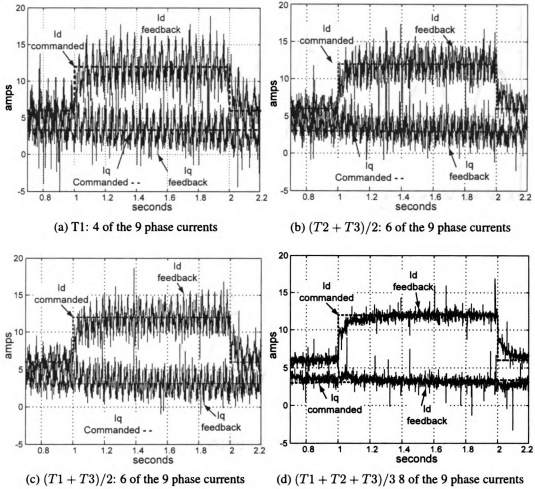 20
15
10
5
0
-5
amps
Id
commanded
Id
feedback
Iq
Commanded --
Iq
feedback
0.8 1 1.2 1.4 1.6 1.8 2 2.2
seconds
(a) T1: 4 of the 9 phase currents
20
15
10
5
0
-5
amps
Id
commanded
Id
feedback
Iq
Commanded --
Iq
feedback
0.8 1 1.2 1.4 1.6 1.8 2 2.2
seconds
(b) (T2 + T3)/2: 6 of the 9 phase currents
20
15
10
5
0
-5
amps
Id
commanded
Id
feedback
Iq
Commanded --
Iq
feedback
0.8 1 1.2 1.4 1.6 1.8 2 2.2
seconds
(c) (T1 + T3)/2: 6 of the 9 phase currents
20
15
10
5
0
-5
amps
Id
commanded
Id
feedback
Iq
commanded
Id
feedback
0.8 1 1.2 1.4 1.6 1.8 2 2.2
seconds
(d) (T1 + T2 + T3)/3 8 of the 9 phase currents